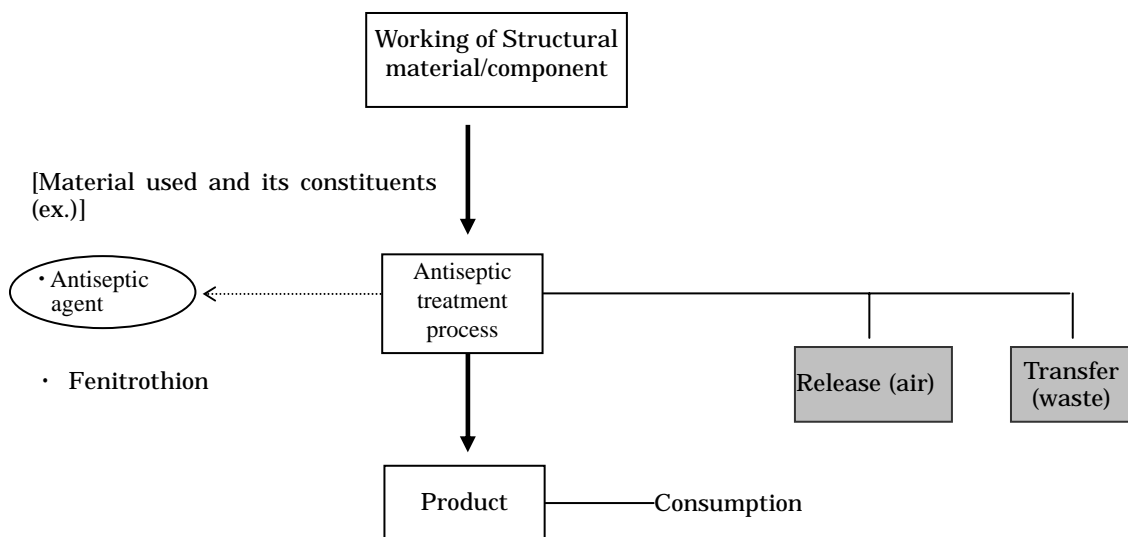 Working of Structural
material/component
[Material used and its constituents
(ex.)]
・Antiseptic
agent
Antiseptic
treatment
process
・ Fenitrothion
Release (air)
Transfer
(waste)
Product
Consumption